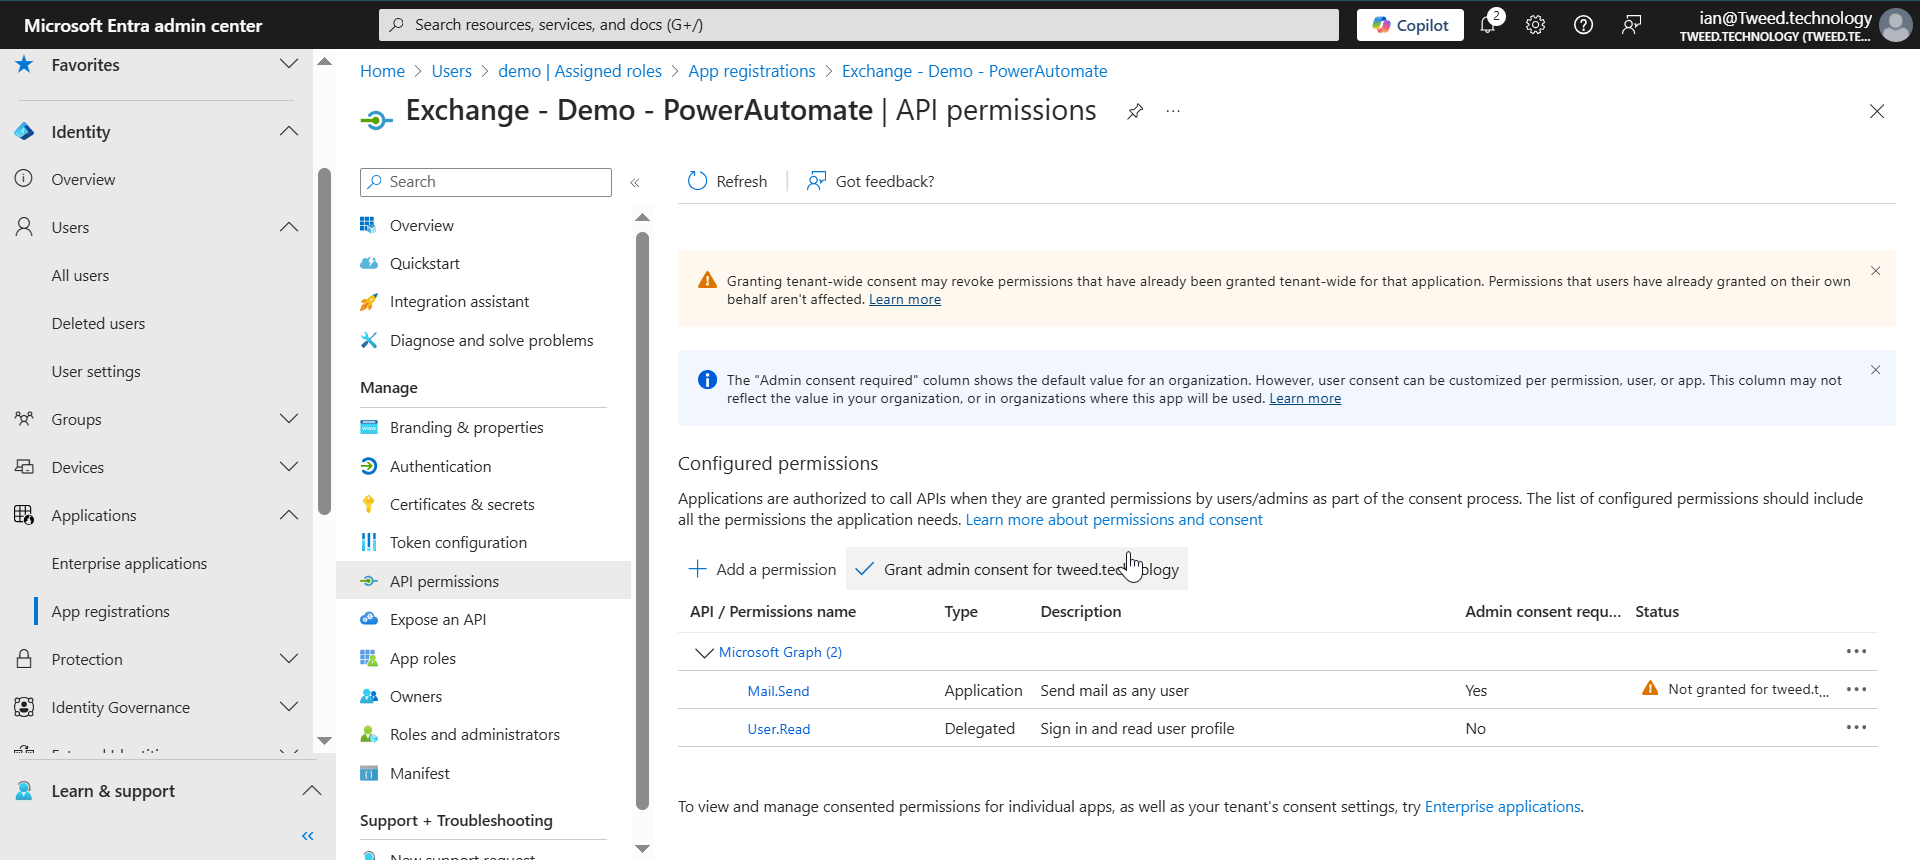 Microsoft Entra admin center
Search resources, services, and docs (G+/)
Copilot
2
ian@Tweed.technology
TWEED.TECHNOLOGY (TWEED.TE...
Favorites
Identity
Overview
Users
All users
Deleted users
User settings
Groups
Devices
Applications
Enterprise applications
App registrations
Protection
Identity Governance
Learn & support
Home > Users > demo | Assigned roles > App registrations > Exchange - Demo - PowerAutomate
Exchange - Demo - PowerAutomate | API permissions
Search
Overview
Quickstart
Integration assistant
Diagnose and solve problems
Manage
Branding & properties
Authentication
Certificates & secrets
Token configuration
API permissions
Expose an API
App roles
Owners
Roles and administrators
Manifest
Support + Troubleshooting
New support request
Refresh
Got feedback?
Granting tenant-wide consent may revoke permissions that have already been granted tenant-wide for that application. Permissions that users have already granted on their own
behalf aren't affected. Learn more
The "Admin consent required" column shows the default value for an organization. However, user consent can be customized per permission, user, or app. This column may not
reflect the value in your organization, or in organizations where this app will be used. Learn more
Configured permissions
Applications are authorized to call APIs when they are granted permissions by users/admins as part of the consent process. The list of configured permissions should include
all the permissions the application needs. Learn more about permissions and consent
Add a permission
Grant admin consent for tweed.technology
API / Permissions name Type Description Admin consent requ... Status
Microsoft Graph (2)
Mail.Send Application Send mail as any user Yes Not granted for tweed.t...
User.Read Delegated Sign in and read user profile No
To view and manage consented permissions for individual apps, as well as your tenant's consent settings, try Enterprise applications.